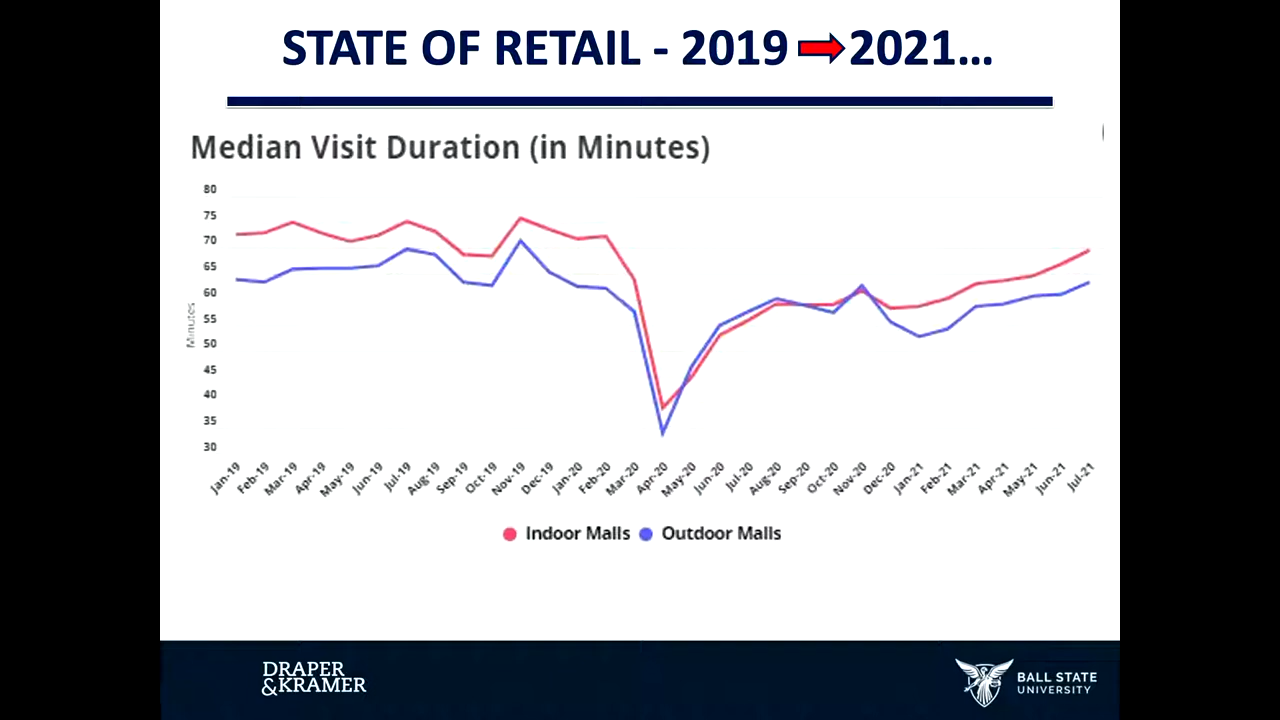 STATE OF RETAIL - 2019 2021...
Median Visit Duration (in Minutes)
80
75
70
65
60
55
50
45
40
35
30
Minutes
Jan-19
Feb-19
Mar-19
Apr-19
May-19
Jun-19
Jul-19
Aug-19
Sep-19
Oct-19
Nov-19
Dec-19
Jan-20
Feb-20
Mar-20
Apr-20
May-20
Jun-20
Jul-20
Aug-20
Sep-20
Oct-20
Nov-20
Dec-20
Jan-21
Feb-21
Mar-21
Apr-21
May-21
Jun-21
Jul-21
Indoor Malls Outdoor Malls
DRAPER
&KRAMER
BALL STATE
UNIVERSITY